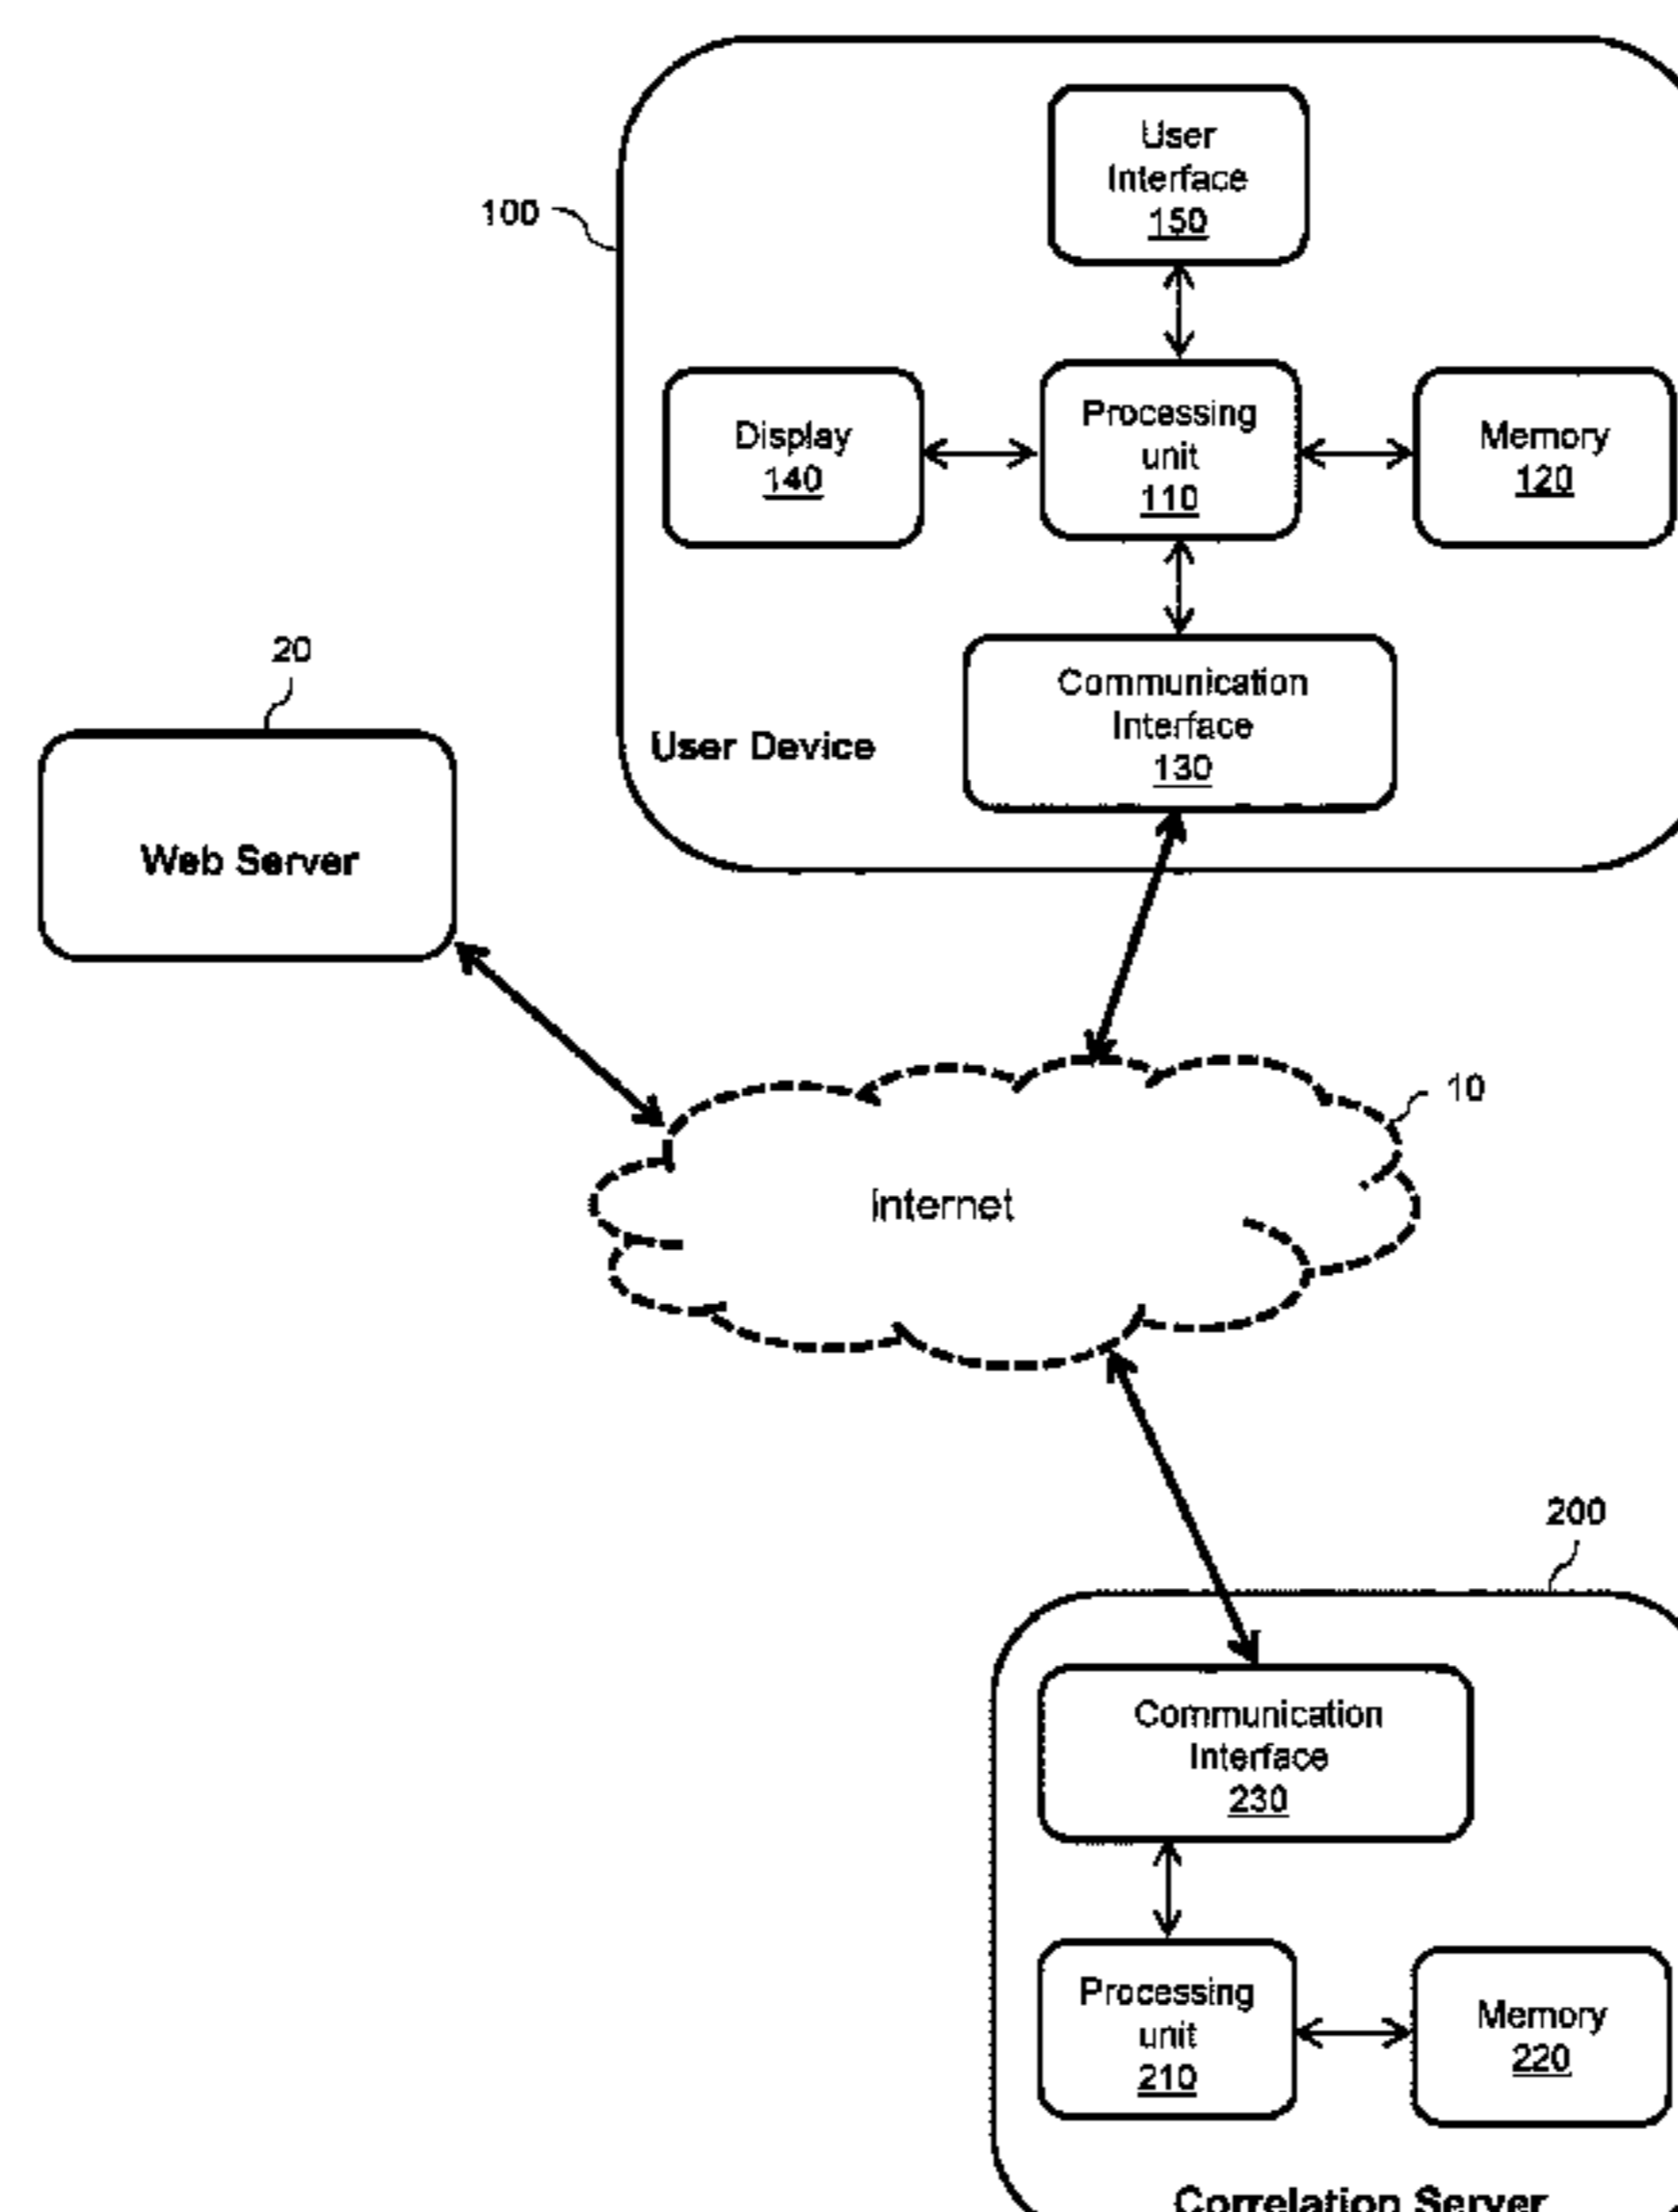 User
Interface
150
100
Display
140
Processing
unit
110
Memory
120
Communication
Interface
130
User Device
20
Web Server
10
Internet
200
Communication
Interface
230
Processing
unit
210
Memory
220
Correlation Server